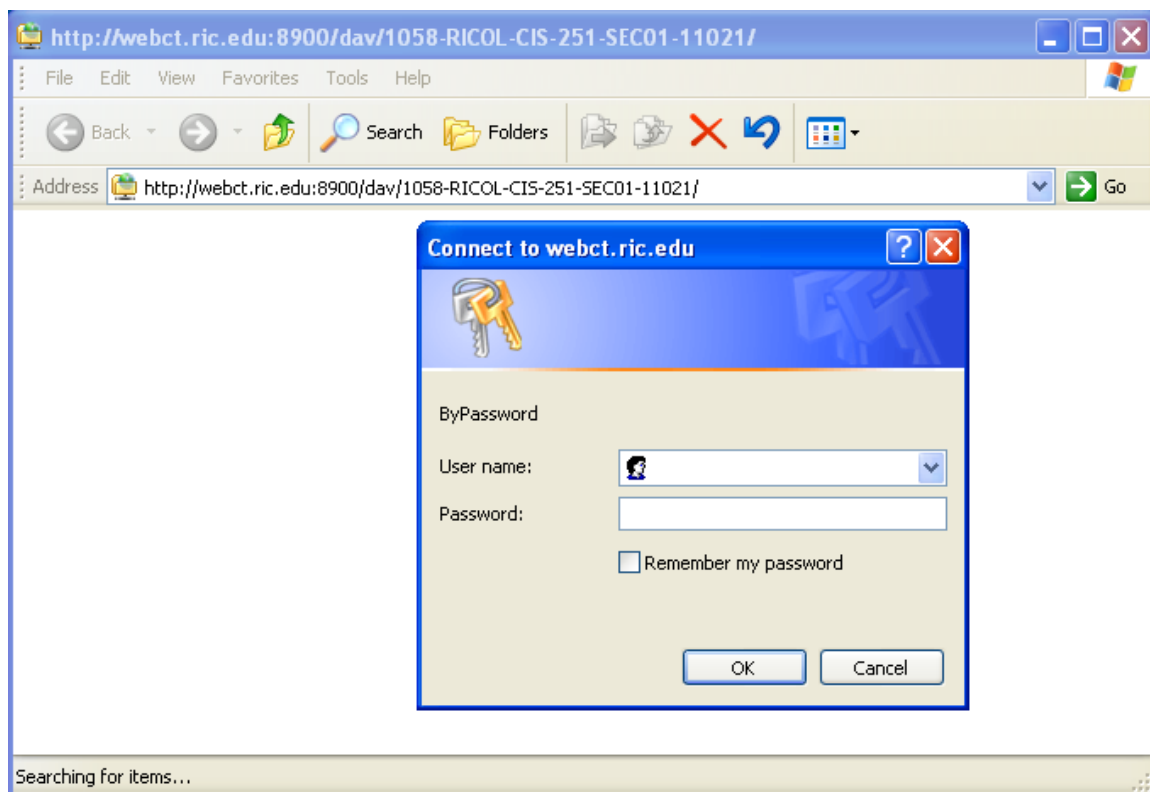 http://webct.ric.edu:8900/dav/1058-RICOL-CIS-251-SEC01-11021/
File Edit View Favorites Tools Help
Back Search Folders
Address http://webct.ric.edu:8900/dav/1058-RICOL-CIS-251-SEC01-11021/ Go
Connect to webct.ric.edu
ByPassword
User name:
Password:
Remember my password
OK Cancel
Searching for items...